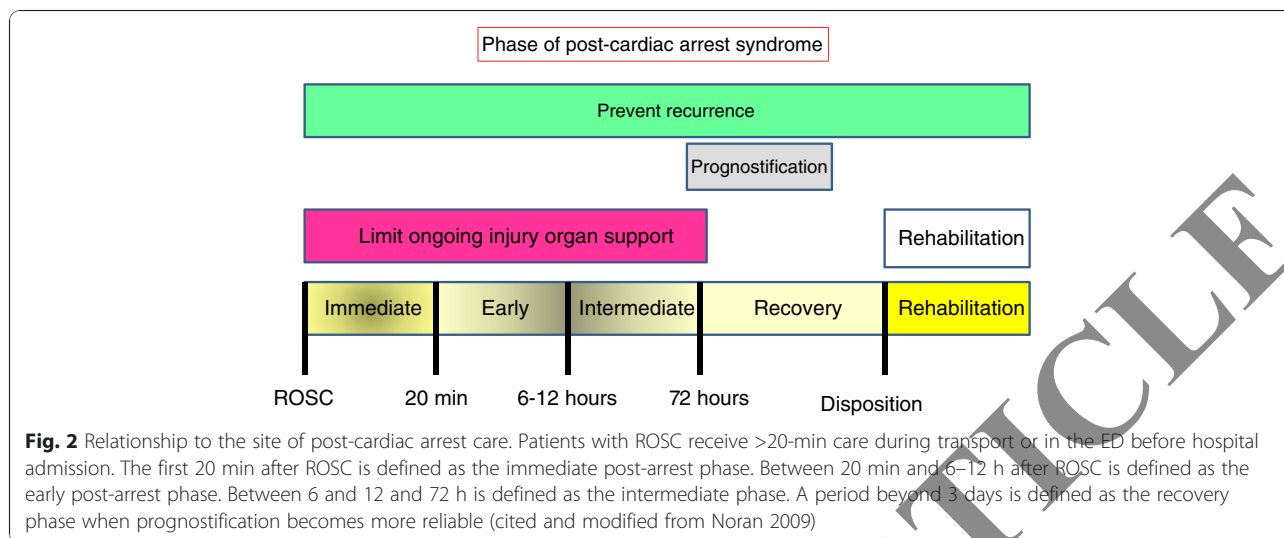 Phase of post-cardiac arrest syndrome
Prevent recurrence
Prognostification
Limit ongoing injury organ support
Rehabilitation
Immediate
Early
Intermediate
Recovery
Rehabilitation
ROSC
20 min
6-12 hours
72 hours
Disposition
Fig. 2 Relationship to the site of post-cardiac arrest care. Patients with ROSC receive >20-min care during transport or in the ED before hospital
admission. The first 20 min after ROSC is defined as the immediate post-arrest phase. Between 20 min and 6–12 h after ROSC is defined as the
early post-arrest phase. Between 6 and 12 and 72 h is defined as the intermediate phase. A period beyond 3 days is defined as the recovery
phase when prognostification becomes more reliable (cited and modified from Noran 2009)
TICLE